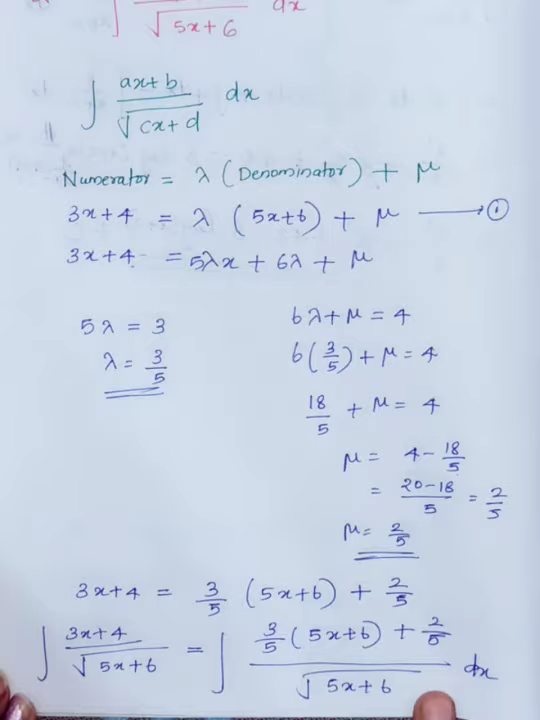 ∫ ――― dx
√5x+6
∫ ax+b / √cx+d dx
Numerator = λ (Denominator) + μ
3x+4 = λ (5x+6) + μ ⟶ ①
3x+4 = 5λx + 6λ + μ
5λ = 3
λ = 3/5
6λ+μ = 4
6(3/5)+μ = 4
18/5 + μ = 4
μ = 4-18/5
= 20-18/5 = 2/5
μ = 2/5
3x+4 = 3/5 (5x+6) + 2/5
∫ 3x+4 / √5x+6 = ∫ 3/5 (5x+6) + 2/5 / √5x+6 dx